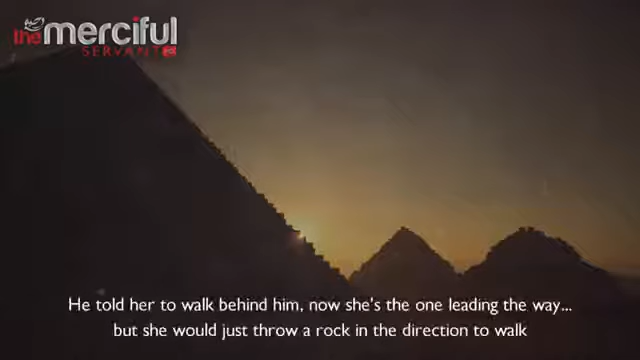 the merciful
SERVANT
He told her to walk behind him, now she's the one leading the way...
but she would just throw a rock in the direction to walk